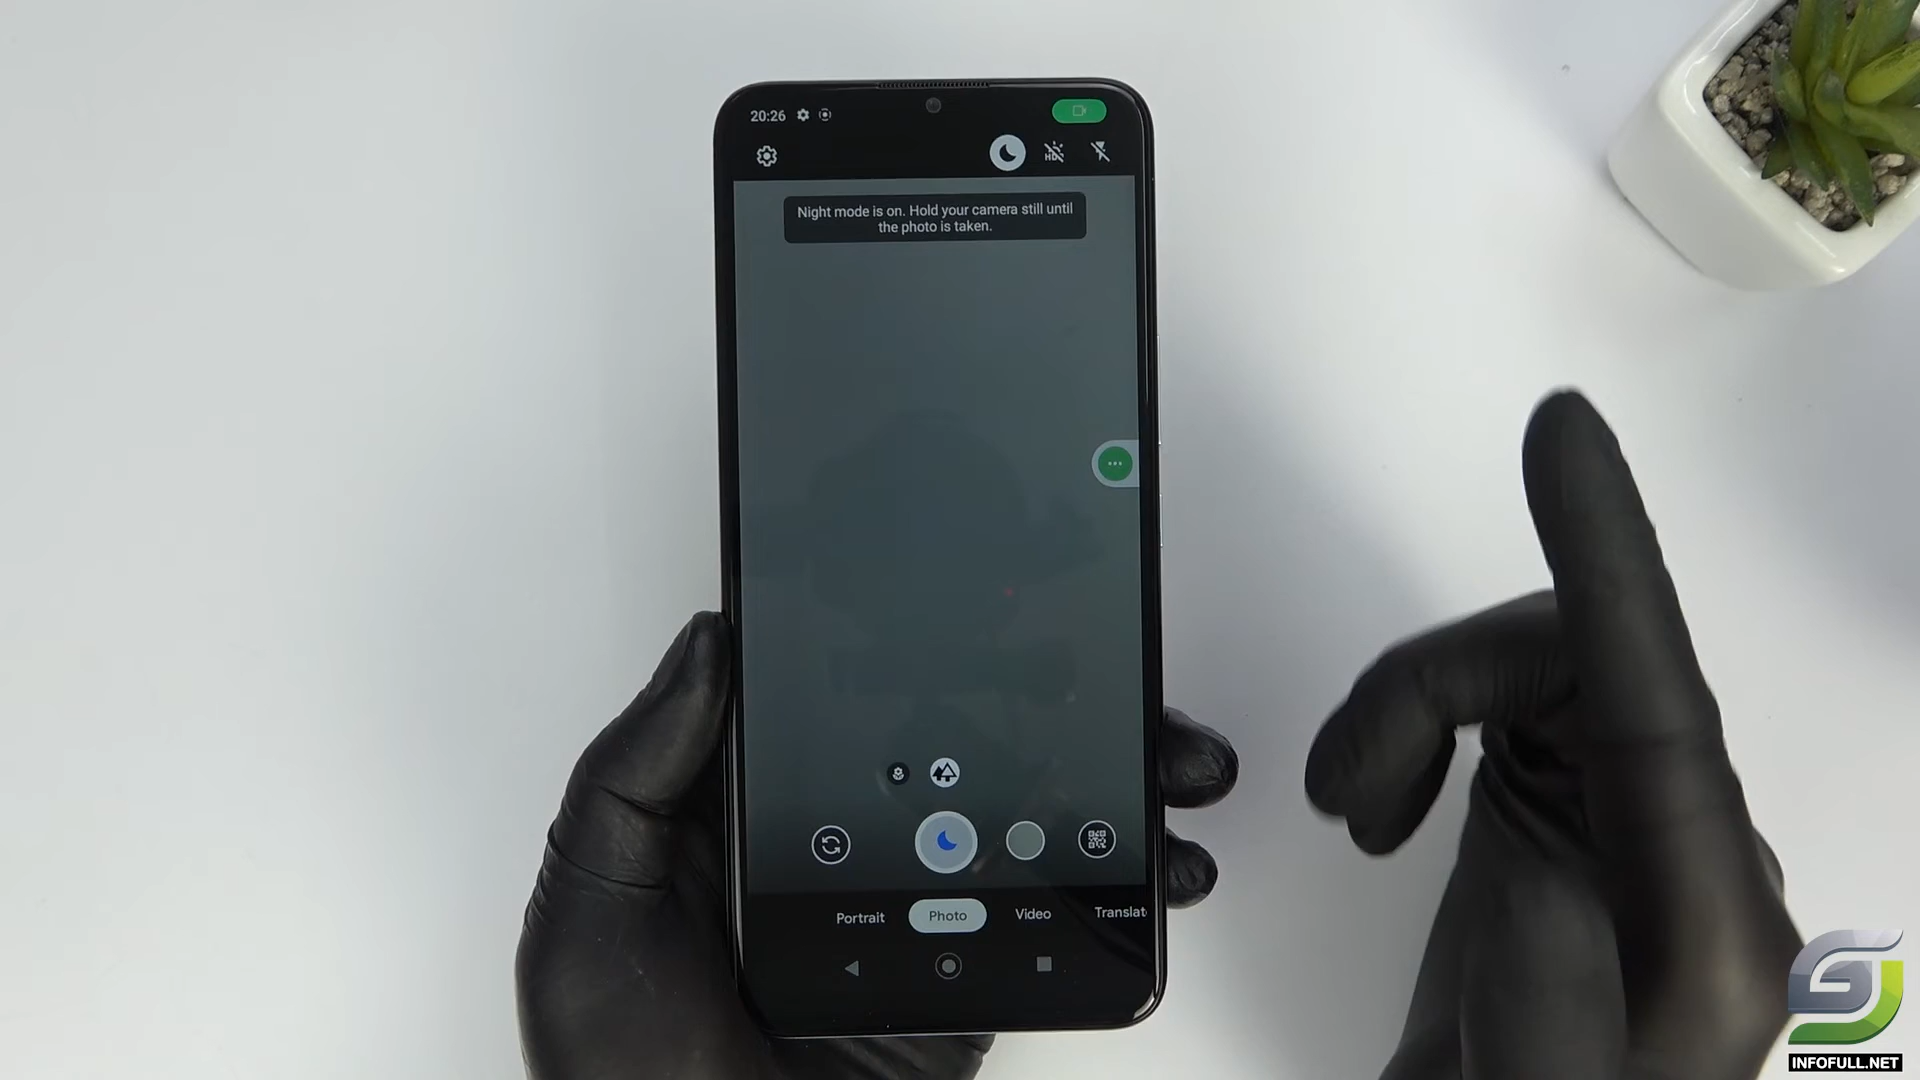 20:26
HDR
Night mode is on. Hold your camera still until
the photo is taken.
Portrait
Photo
Video
Translat
INFOFULL.NET